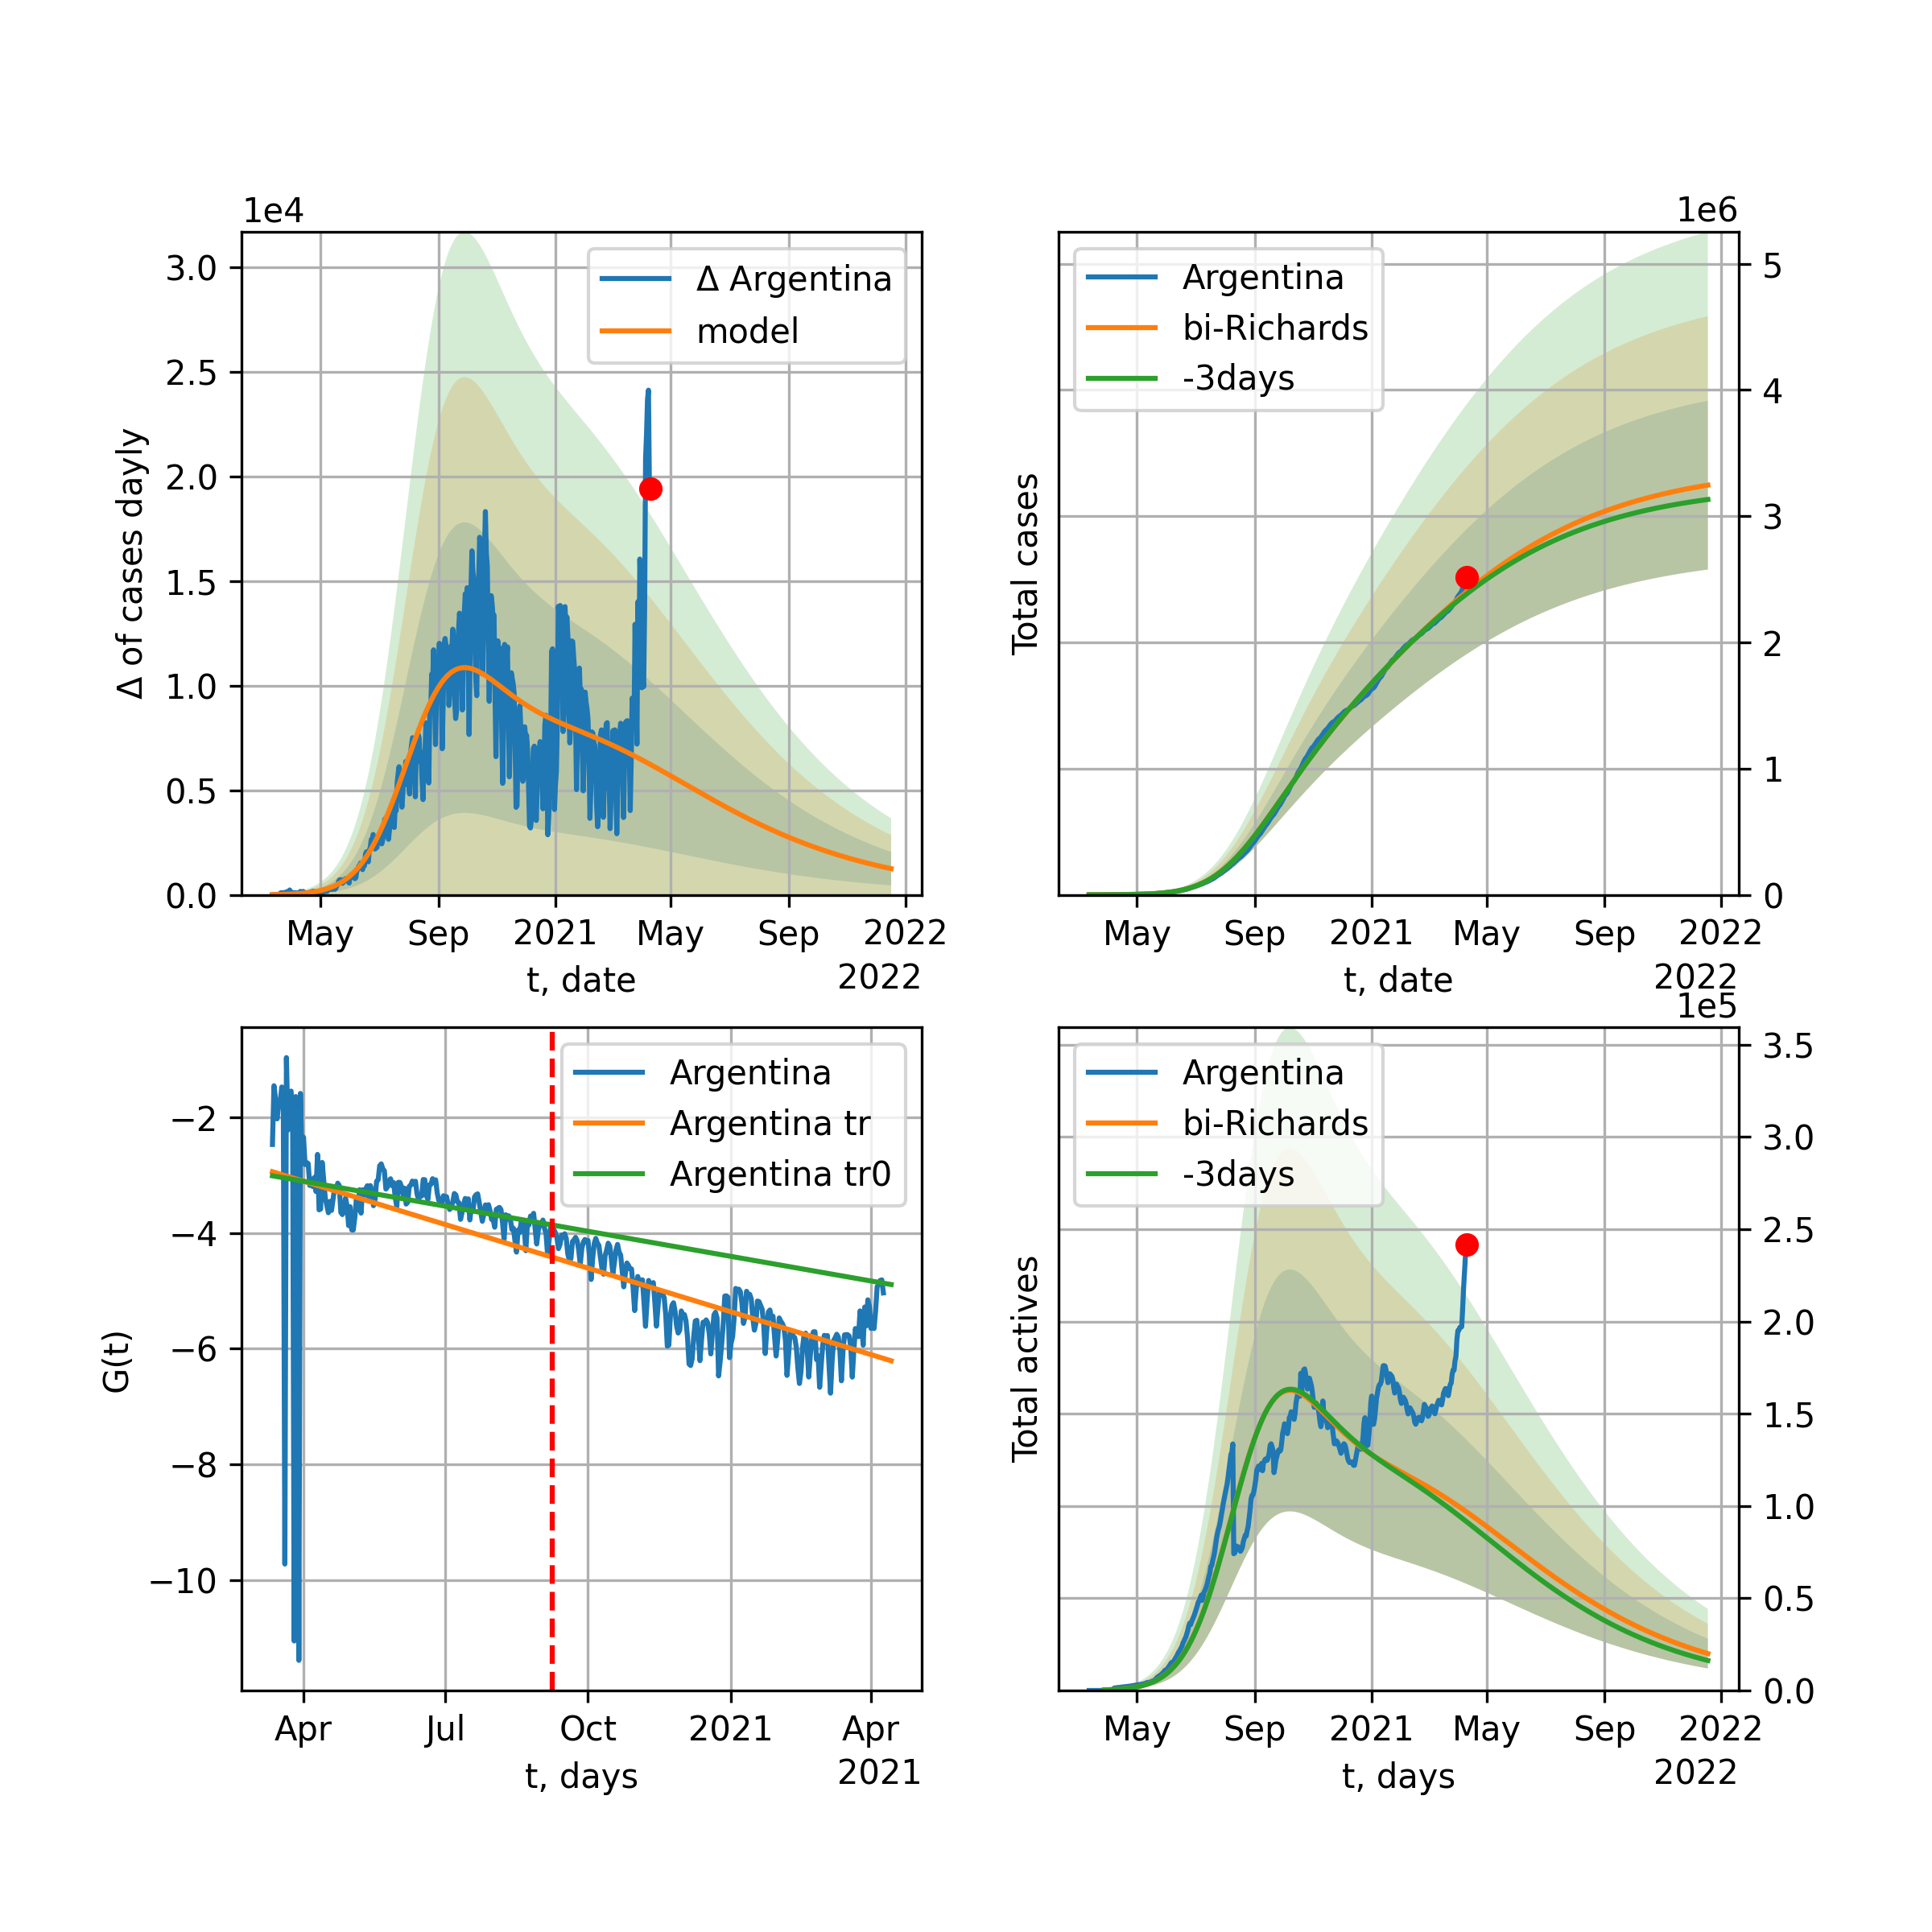 1e4
3.0
2.5
2.0
1.5
1.0
0.5
0.0
Δ of cases dayly
Δ Argentina
model
May Sep 2021 May Sep 2022
t, date
2022
1e6
5
4
3
2
1
0
Total cases
Argentina
bi-Richards
-3days
May Sep 2021 May Sep 2022
t, date
2022
−2
−4
−6
−8
−10
G(t)
Argentina
Argentina tr
Argentina tr0
Apr Jul Oct 2021 Apr
t, days
2021
1e5
3.5
3.0
2.5
2.0
1.5
1.0
0.5
0.0
Total actives
Argentina
bi-Richards
-3days
May Sep 2021 May Sep 2022
t, days
2022